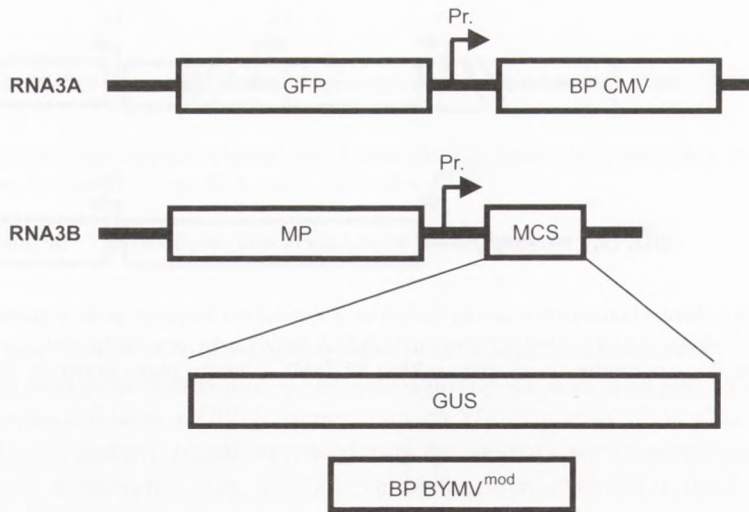 Pr.
RNA3A GFP BP CMV
Pr.
RNA3B MP MCS
GUS
BP BYMV^mod